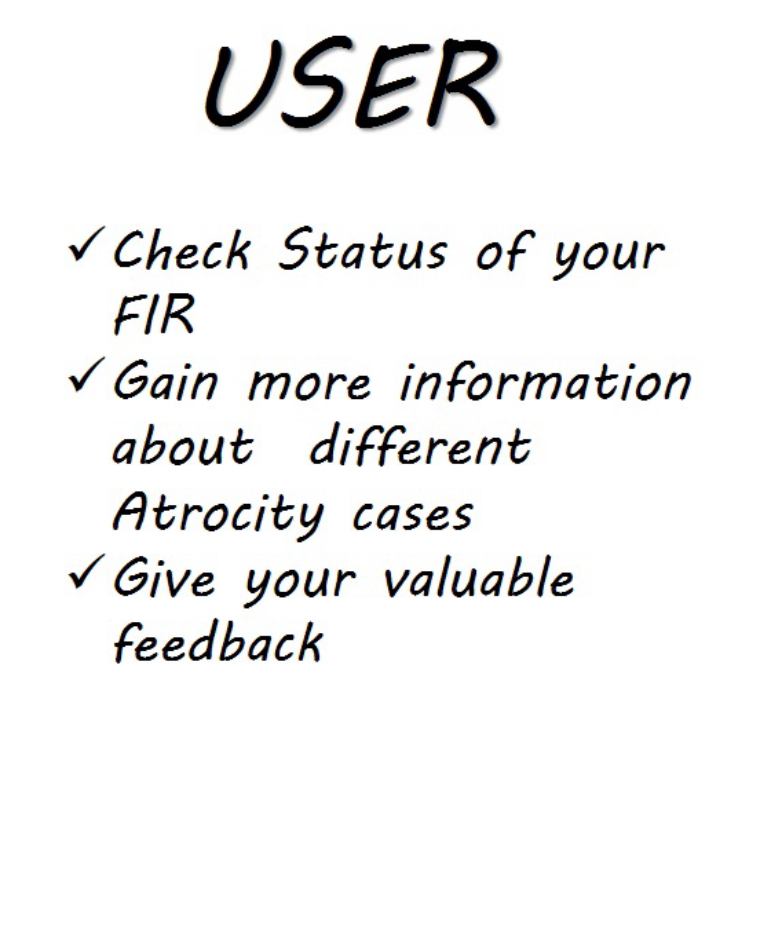 USER
✓ Check Status of your
FIR
✓ Gain more information
about different
Atrocity cases
✓ Give your valuable
feedback